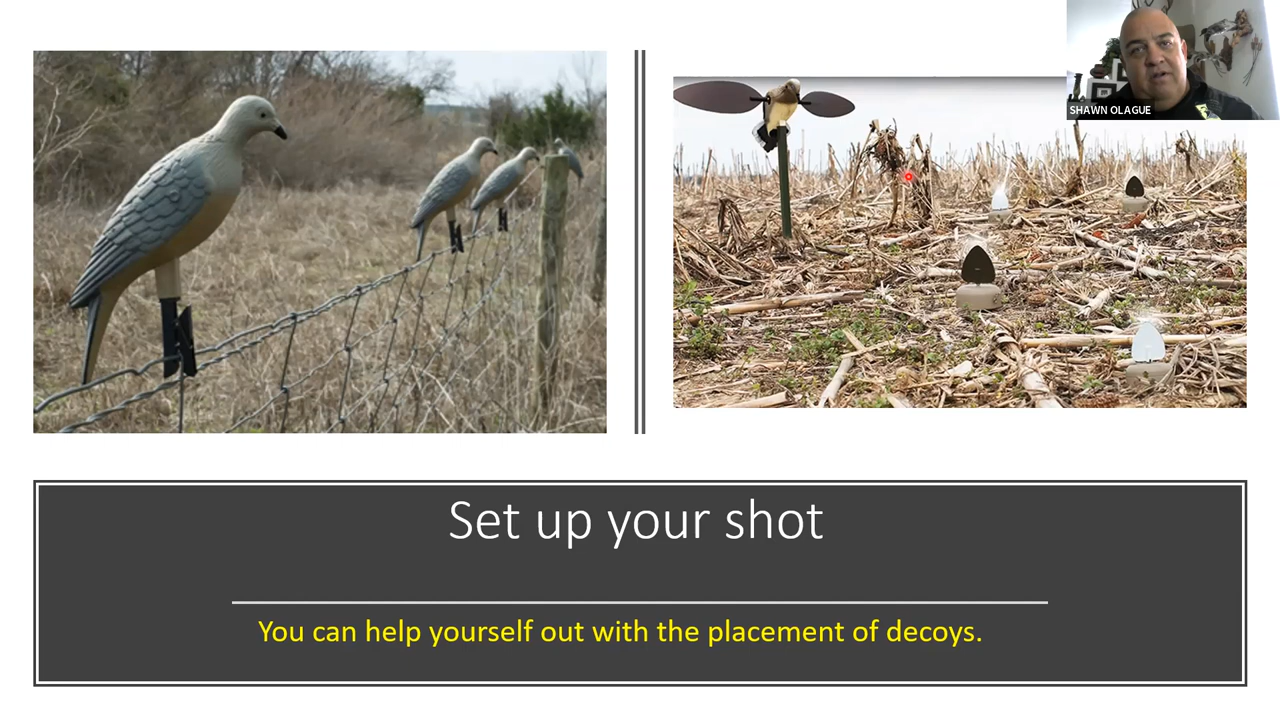 SHAWN OLAGUE
Set up your shot
You can help yourself out with the placement of decoys.